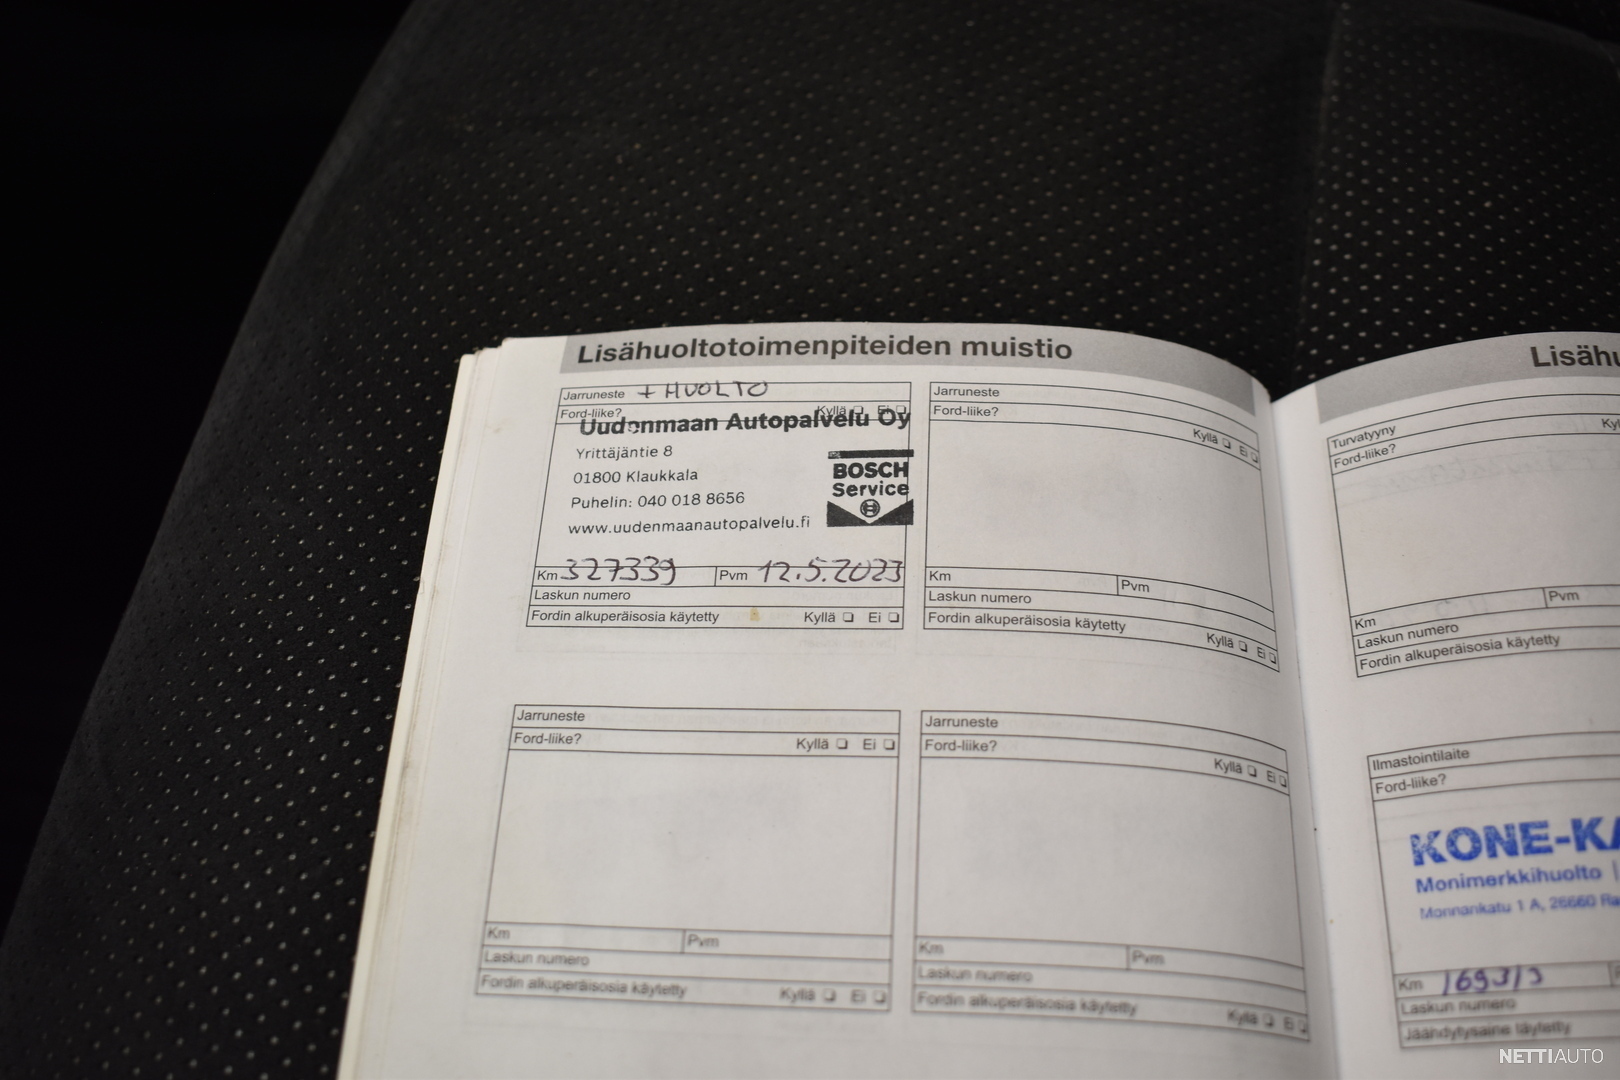 Lisähuoltotoimenpiteiden muistio
Jarruneste + HUOLTO
Ford-liike? Kyllä Ei
Uudenmaan Autopalvelu Oy
Yrittäjäntie 8
01800 Klaukkala
Puhelin: 040 018 8656
www.uudenmaanautopalvelu.fi
BOSCH
Service
Km 327339 Pvm 12.5.2023
Laskun numero
Fordin alkuperäisosia käytetty Kyllä Ei
Jarruneste
Ford-liike?
Kyllä Ei
Km Pvm
Laskun numero
Fordin alkuperäisosia käytetty
Kyllä Ei
Jarruneste
Ford-liike? Kyllä Ei
Km Pvm
Laskun numero
Fordin alkuperäisosia käytetty Kyllä Ei
Jarruneste
Ford-liike?
Kyllä Ei
Km Pvm
Laskun numero
Fordin alkuperäisosia käytetty
Kyllä Ei
Lisähu
Turvatyyny Kyl
Ford-liike?
Km Pvm
Laskun numero
Fordin alkuperäisosia käytetty
Ilmastointilaite
Ford-liike?
KONE-KA
Monimerkkihuolto |
Monnankatu 1 A, 26660 Ra
Km
Laskun numero
Jäähdytysaine täytetty
NETTIAUTO